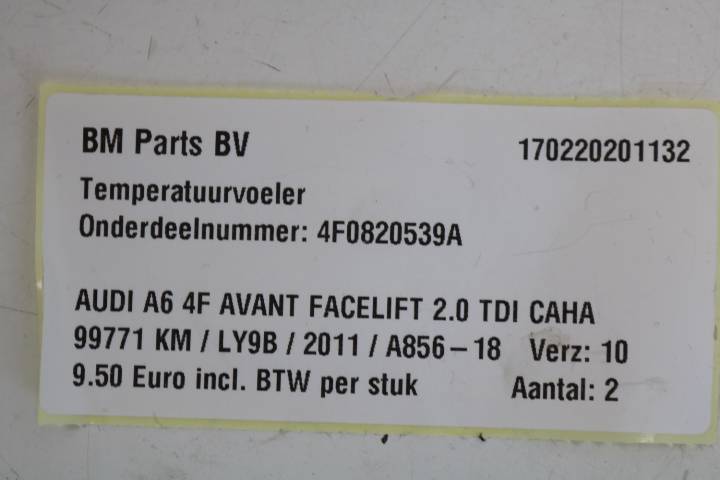 BM Parts BV 170220201132
Temperatuurvoeler
Onderdeelnummer: 4F0820539A
AUDI A6 4F AVANT FACELIFT 2.0 TDI CAHA
99771 KM / LY9B / 2011 / A856-18 Verz: 10
9.50 Euro incl. BTW per stuk Aantal: 2